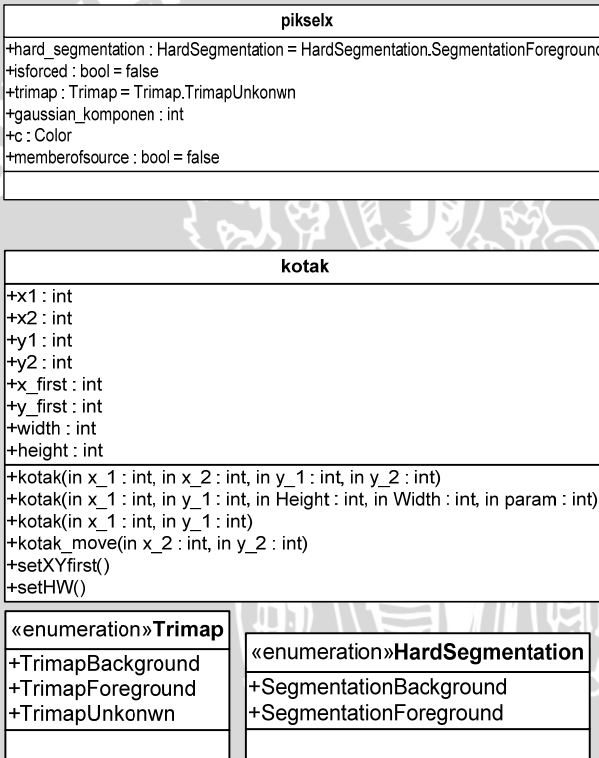 pikselx
+hard_segmentation : HardSegmentation = HardSegmentation.SegmentationForeground
+isforced : bool = false
+trimap : Trimap = Trimap.TrimapUnkonwn
+gaussian_komponen : int
+c : Color
+memberofsource : bool = false
kotak
+x1 : int
+x2 : int
+y1 : int
+y2 : int
+x_first : int
+y_first : int
+width : int
+height : int
+kotak(in x_1 : int, in x_2 : int, in y_1 : int, in y_2 : int)
+kotak(in x_1 : int, in y_1 : int, in Height : int, in Width : int, in param : int)
+kotak(in x_1 : int, in y_1 : int)
+kotak_move(in x_2 : int, in y_2 : int)
+setXYfirst()
+setHW()
«enumeration»Trimap
+TrimapBackground
+TrimapForeground
+TrimapUnkonwn
«enumeration»HardSegmentation
+SegmentationBackground
+SegmentationForeground